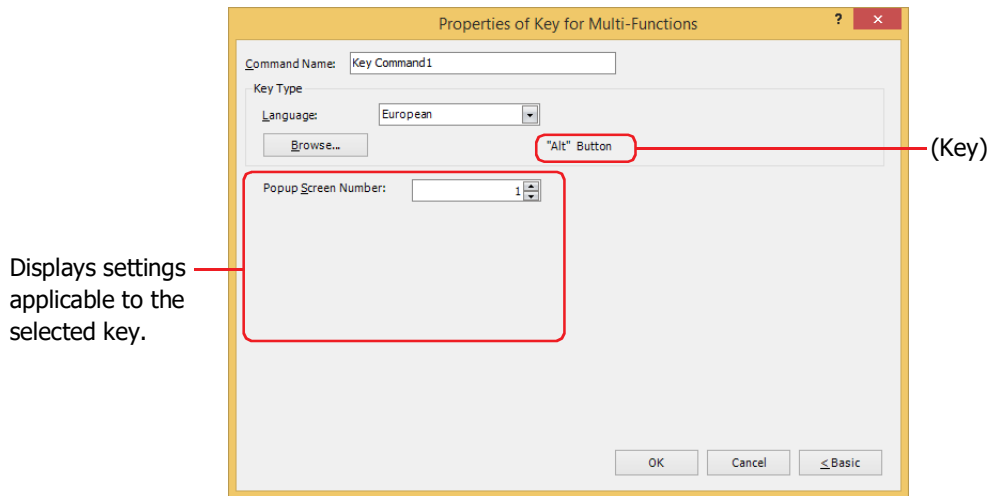 Properties of Key for Multi-Functions
? ×
Command Name: Key Command1
Key Type
Language: European
Browse... "Alt" Button
(Key)
Popup Screen Number: 1
Displays settings
applicable to the
selected key.
OK Cancel < Basic